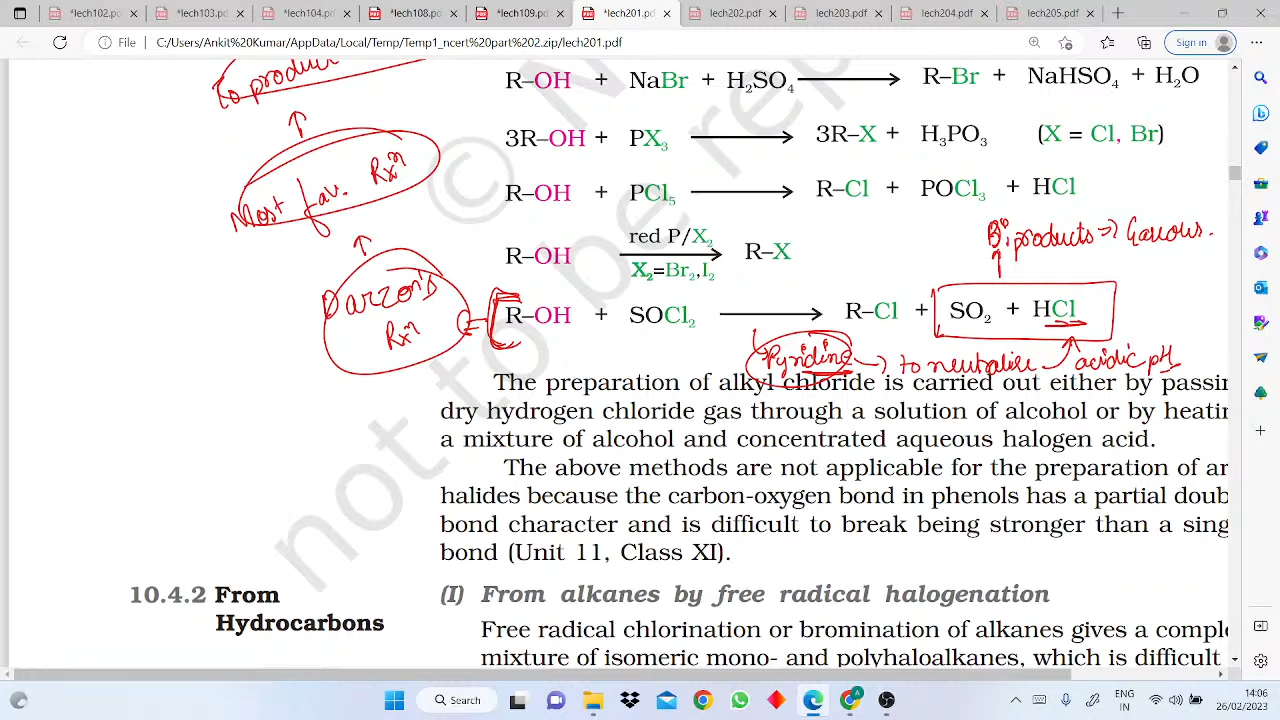 *lech102.pdf
*lech103.pdf
*lech104.pdf
*lech108.pdf
*lech109.pdf
*lech201.pdf
lech202.pdf
lech203.pdf
lech204.pdf
lech205.pdf
File C:/Users/Ankit%20Kumar/AppData/Local/Temp/Temp1_ncert%20part%202.zip/lech201.pdf
Sign in
To product
R–OH + NaBr + H₂SO₄ ⟶ R–Br + NaHSO₄ + H₂O
3R–OH + PX₃ ⟶ 3R–X + H₃PO₃ (X = Cl, Br)
Most fav. Rxⁿ
R–OH + PCl₅ ⟶ R–Cl + POCl₃ + HCl
products ⇒ Gaseous.
R–OH red P/X₂ ⟶ R–X
X₂=Br₂,I₂
Darzon's
Rxⁿ
R–OH + SOCl₂ ⟶ R–Cl + SO₂ + HCl
Pyridine → to neutralise acidic pH
The preparation of alkyl chloride is carried out either by passin
dry hydrogen chloride gas through a solution of alcohol or by heatin
a mixture of alcohol and concentrated aqueous halogen acid.
The above methods are not applicable for the preparation of ar
halides because the carbon-oxygen bond in phenols has a partial doub
bond character and is difficult to break being stronger than a sing
bond (Unit 11, Class XI).
10.4.2 From
Hydrocarbons
(I) From alkanes by free radical halogenation
Free radical chlorination or bromination of alkanes gives a comple
mixture of isomeric mono- and polyhaloalkanes, which is difficult
© N
not to be rep
Search
ENG
IN
14:06
26/02/2023